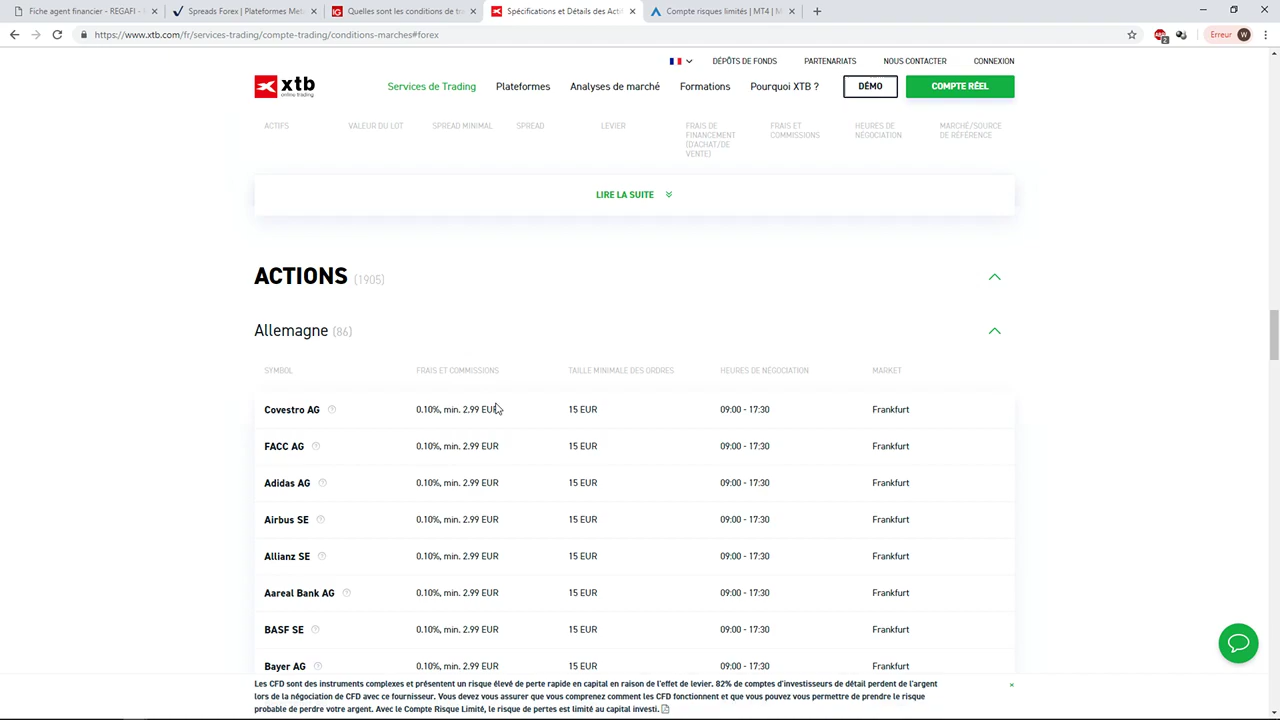 Fiche agent financier - REGAFI -
Spreads Forex | Plateformes Met
Quelles sont les conditions de tra
Spécifications et Détails des Acti
Compte risques limités | MT4 | M
https://www.xtb.com/fr/services-trading/compte-trading/conditions-marches#forex
Erreur W
DÉPÔTS DE FONDS PARTENARIATS NOUS CONTACTER CONNEXION
xtb
online trading
Services de Trading Plateformes Analyses de marché Formations Pourquoi XTB ? DÉMO COMPTE RÉEL
ACTIFS VALEUR DU LOT SPREAD MINIMAL SPREAD LEVIER FRAIS DE FINANCEMENT (D'ACHAT/DE VENTE) FRAIS ET COMMISSIONS HEURES DE NÉGOCIATION MARCHÉ/SOURCE DE RÉFÉRENCE
LIRE LA SUITE
ACTIONS (1905)
Allemagne (86)
SYMBOL FRAIS ET COMMISSIONS TAILLE MINIMALE DES ORDRES HEURES DE NÉGOCIATION MARKET
Covestro AG 0.10%, min. 2.99 EUR 15 EUR 09:00 - 17:30 Frankfurt
FACC AG 0.10%, min. 2.99 EUR 15 EUR 09:00 - 17:30 Frankfurt
Adidas AG 0.10%, min. 2.99 EUR 15 EUR 09:00 - 17:30 Frankfurt
Airbus SE 0.10%, min. 2.99 EUR 15 EUR 09:00 - 17:30 Frankfurt
Allianz SE 0.10%, min. 2.99 EUR 15 EUR 09:00 - 17:30 Frankfurt
Aareal Bank AG 0.10%, min. 2.99 EUR 15 EUR 09:00 - 17:30 Frankfurt
BASF SE 0.10%, min. 2.99 EUR 15 EUR 09:00 - 17:30 Frankfurt
Bayer AG 0.10%, min. 2.99 EUR 15 EUR 09:00 - 17:30 Frankfurt
Les CFD sont des instruments complexes et présentent un risque élevé de perte rapide en capital en raison de l'effet de levier. 82% de comptes d'investisseurs de détail perdent de l'argent
lors de la négociation de CFD avec ce fournisseur. Vous devez vous assurer que vous comprenez comment les CFD fonctionnent et que vous pouvez vous permettre de prendre le risque
probable de perdre votre argent. Avec le Compte Risque Limité, le risque de pertes est limité au capital investi.